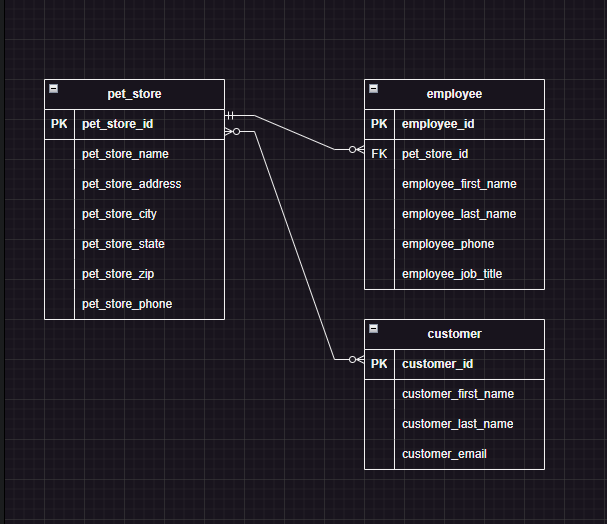 pet_store
PK pet_store_id
pet_store_name
pet_store_address
pet_store_city
pet_store_state
pet_store_zip
pet_store_phone
employee
PK employee_id
FK pet_store_id
employee_first_name
employee_last_name
employee_phone
employee_job_title
customer
PK customer_id
customer_first_name
customer_last_name
customer_email